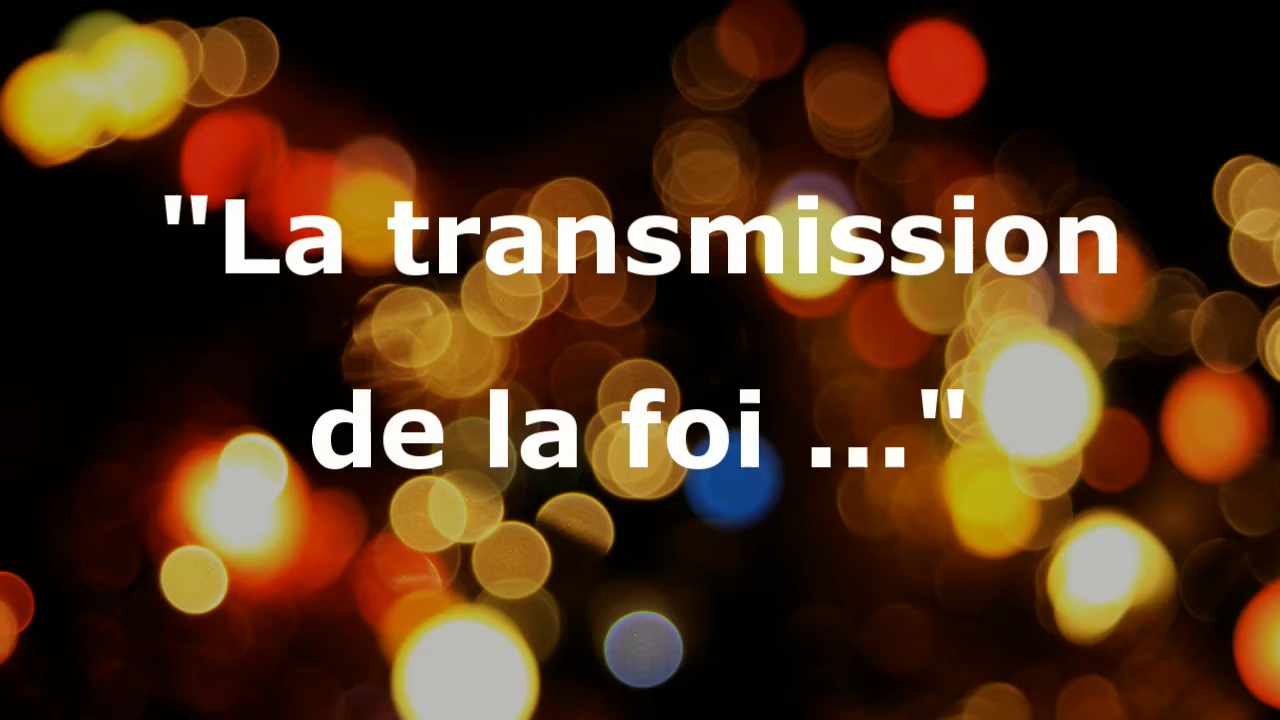 "La transmission
de la foi ..."